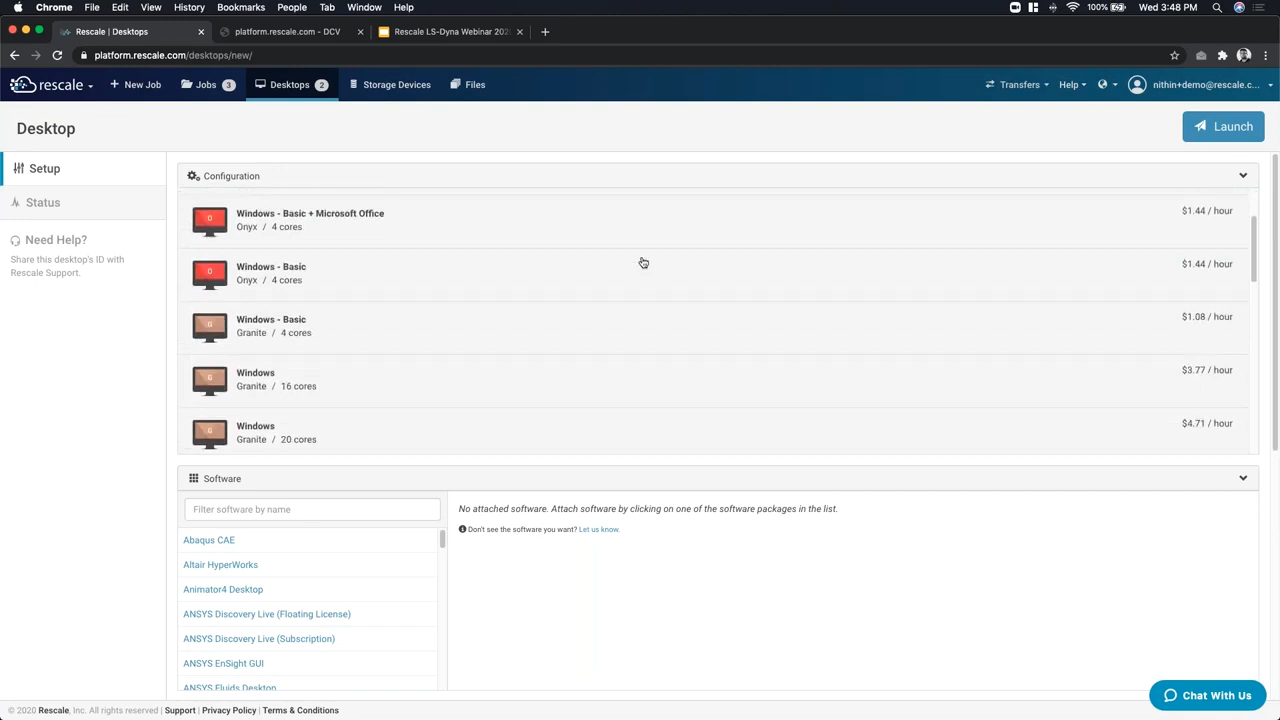 Chrome File Edit View History Bookmarks People Tab Window Help 100% Wed 3:48 PM
Rescale | Desktops platform.rescale.com - DCV Rescale LS-Dyna Webinar 202
platform.rescale.com/desktops/new/
rescale New Job Jobs 3 Desktops 2 Storage Devices Files Transfers Help nithin+demo@rescale.c...
Desktop
Launch
Setup
Status
Need Help?
Share this desktop's ID with
Rescale Support.
Configuration
Windows - Basic + Microsoft Office
$1.44 / hour
O
Onyx / 4 cores
Windows - Basic
$1.44 / hour
O
Onyx / 4 cores
Windows - Basic
$1.08 / hour
G
Granite / 4 cores
Windows
$3.77 / hour
G
Granite / 16 cores
Windows
$4.71 / hour
G
Granite / 20 cores
Software
Filter software by name
No attached software. Attach software by clicking on one of the software packages in the list.
Don't see the software you want? Let us know.
Abaqus CAE
Altair HyperWorks
Animator4 Desktop
ANSYS Discovery Live (Floating License)
ANSYS Discovery Live (Subscription)
ANSYS EnSight GUI
ANSYS Fluids Desktop
Chat With Us
© 2020 Rescale, Inc. All rights reserved | Support | Privacy Policy | Terms & Conditions